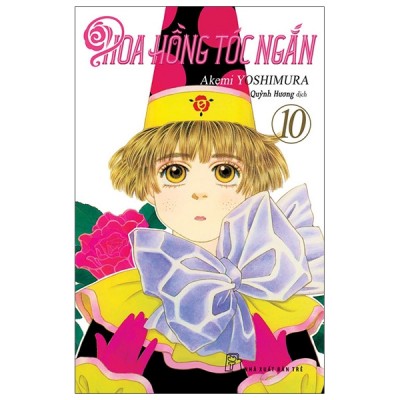 HOA HỒNG TÓC NGẮN
Akemi YOSHIMURA
Quỳnh Hương dịch
10
NHÀ XUẤT BẢN TRẺ